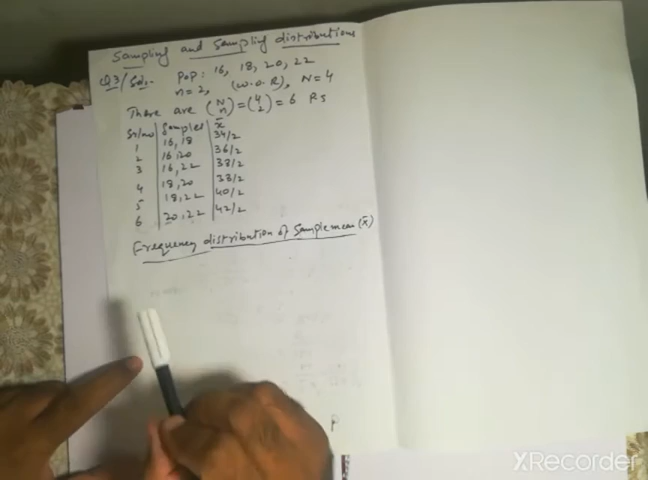 Sampling and Sampling distributions
Q3/Sol:- Pop: 16, 18, 20, 22
n=2, (w.o.R), N=4
There are (N n) = (4 2) = 6 Rs
Sr/no Samples x̄
1 16,18 34/2
2 16,20 36/2
3 16,22 38/2
4 18,20 38/2
5 18,22 40/2
6 20,22 42/2
Frequency distribution of Sample mean (x̄)
P
XRecorder